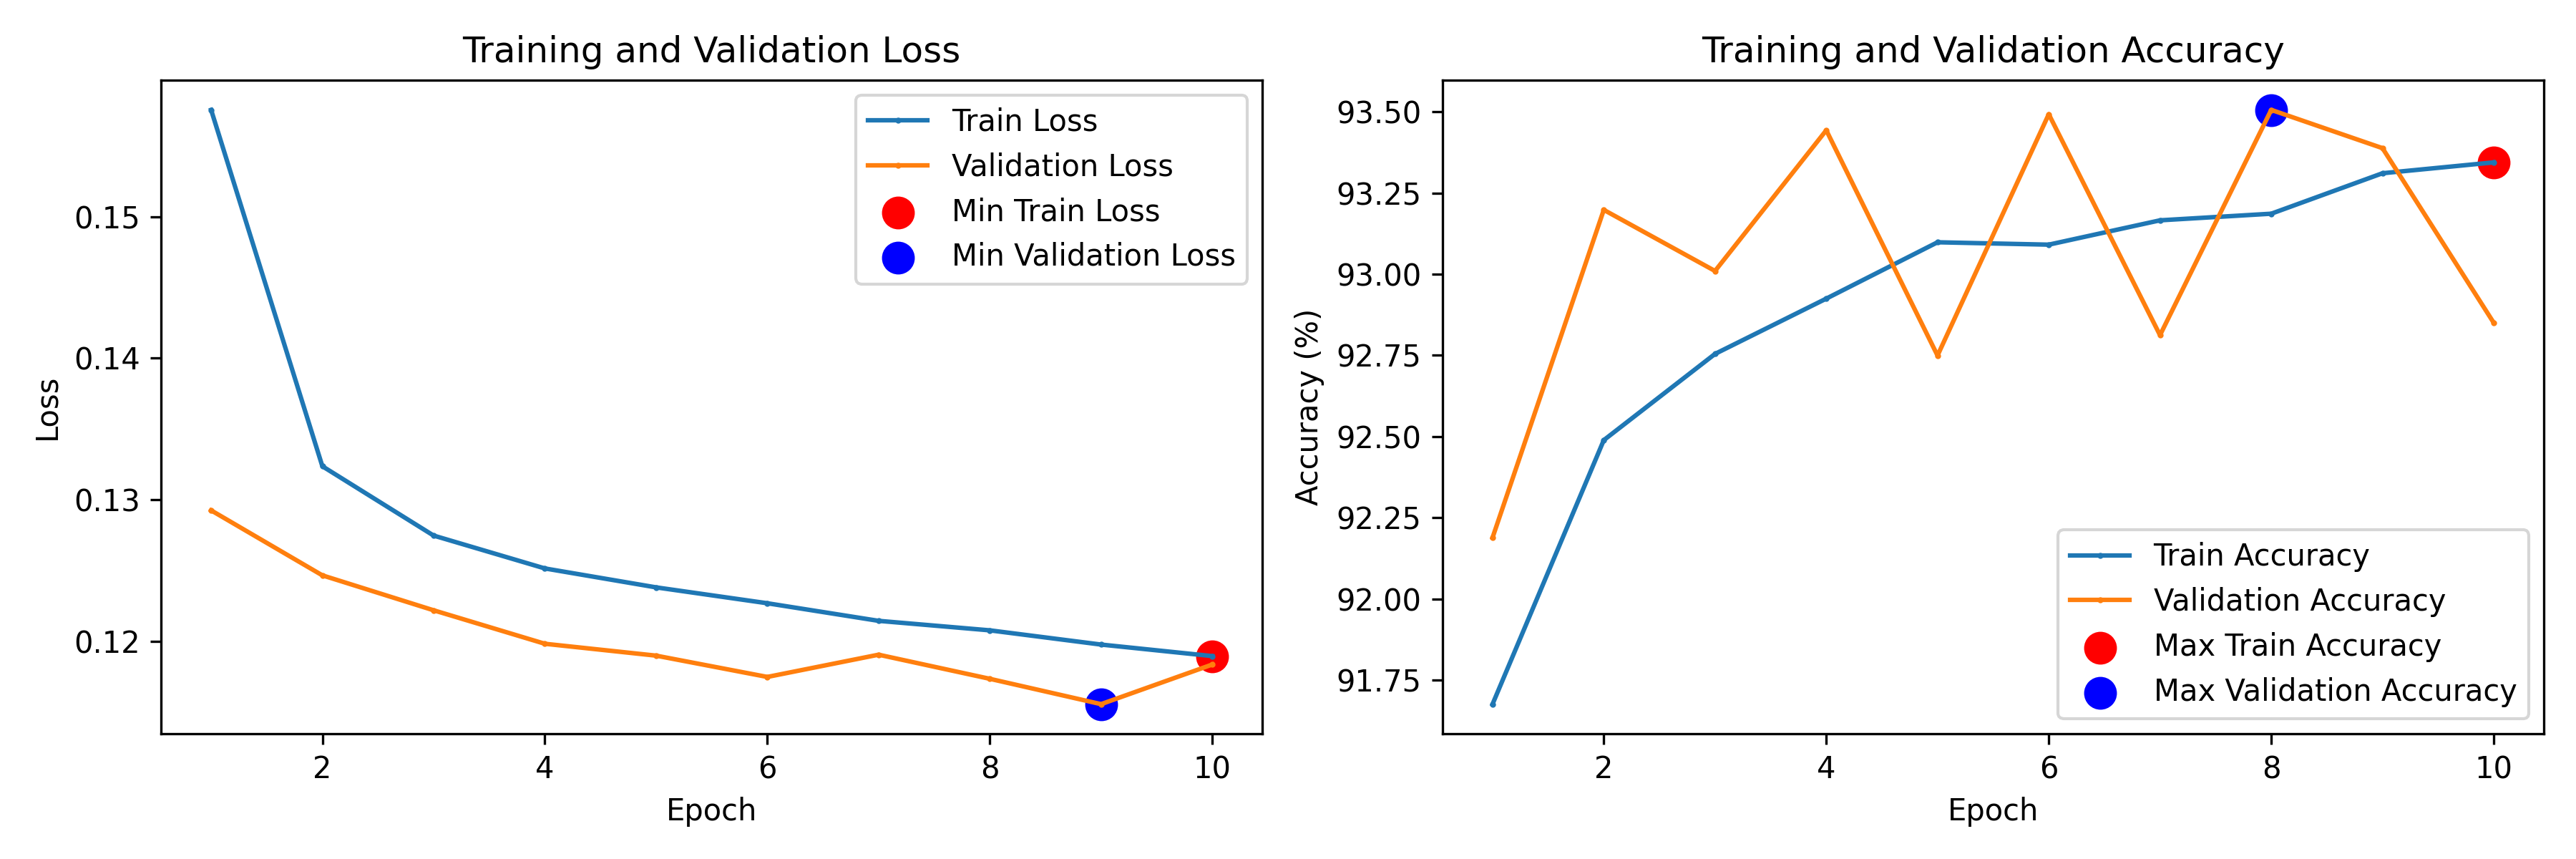 Training and Validation Loss
Train Loss
Validation Loss
Min Train Loss
Min Validation Loss
0.15
0.14
0.13
0.12
Loss
2 4 6 8 10
Epoch
Training and Validation Accuracy
93.50
93.25
93.00
92.75
92.50
92.25
92.00
91.75
Accuracy (%)
Train Accuracy
Validation Accuracy
Max Train Accuracy
Max Validation Accuracy
2 4 6 8 10
Epoch